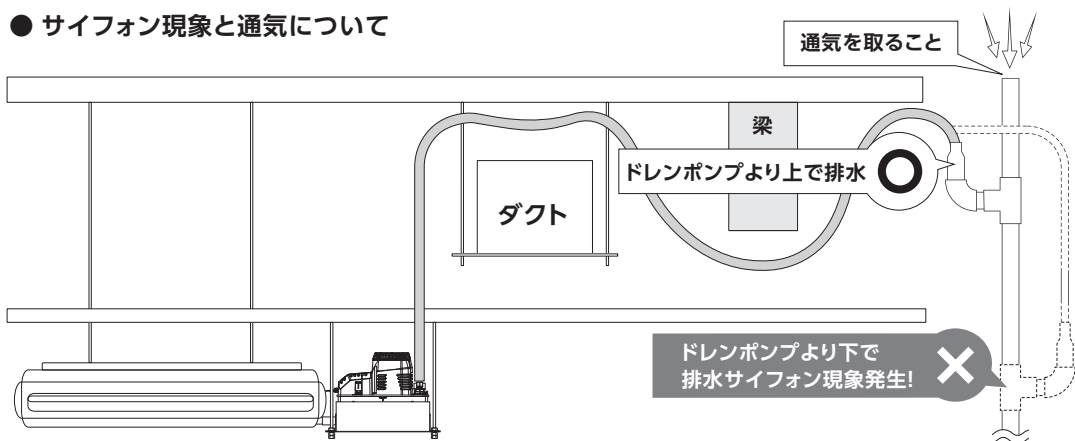 ● サイフォン現象と通気について
通気を取ること
梁
ドレンポンプより上で排水
ダクト
ドレンポンプより下で
排水サイフォン現象発生!